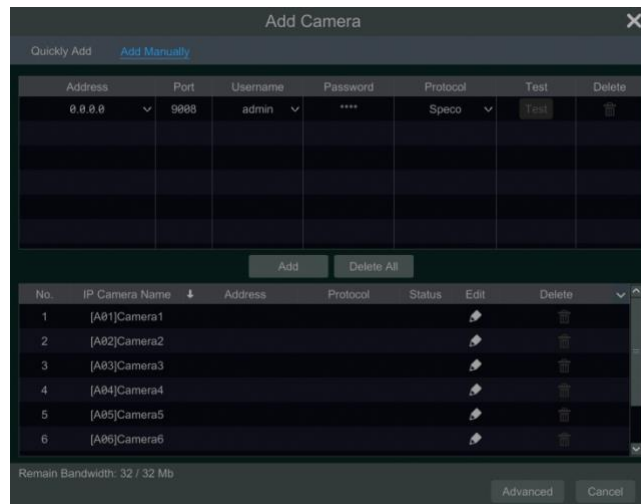 Add Camera
Quickly Add Add Manually
Address Port Username Password Protocol Test Delete
0.0.0.0 9008 admin **** Speco Test
Add Delete All
No. IP Camera Name Address Protocol Status Edit Delete
1 [A01]Camera1
2 [A02]Camera2
3 [A03]Camera3
4 [A04]Camera4
5 [A05]Camera5
6 [A06]Camera6
Remain Bandwidth: 32 / 32 Mb
Advanced Cancel